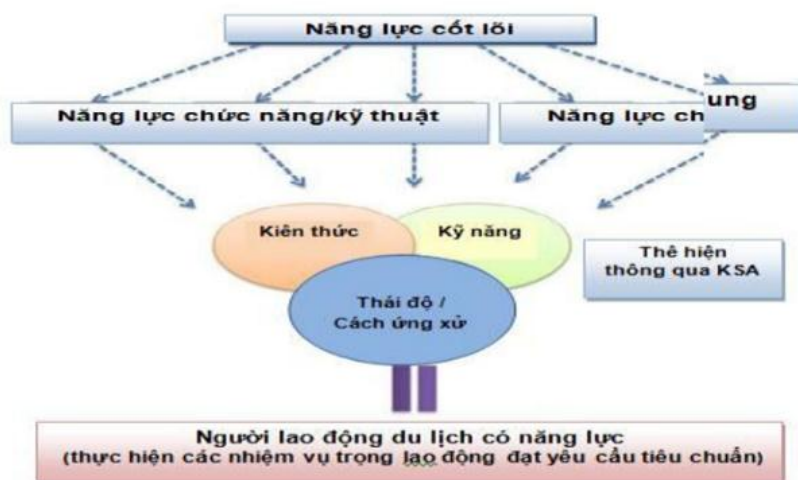 Năng lực cốt lõi
Năng lực chức năng/kỹ thuật
Năng lực ch
ung
Kiến thức
Kỹ năng
Thể hiện
thông qua KSA
Thái độ /
Cách ứng xử
Người lao động du lịch có năng lực
(thực hiện các nhiệm vụ trong lao động đạt yêu cầu tiêu chuẩn)